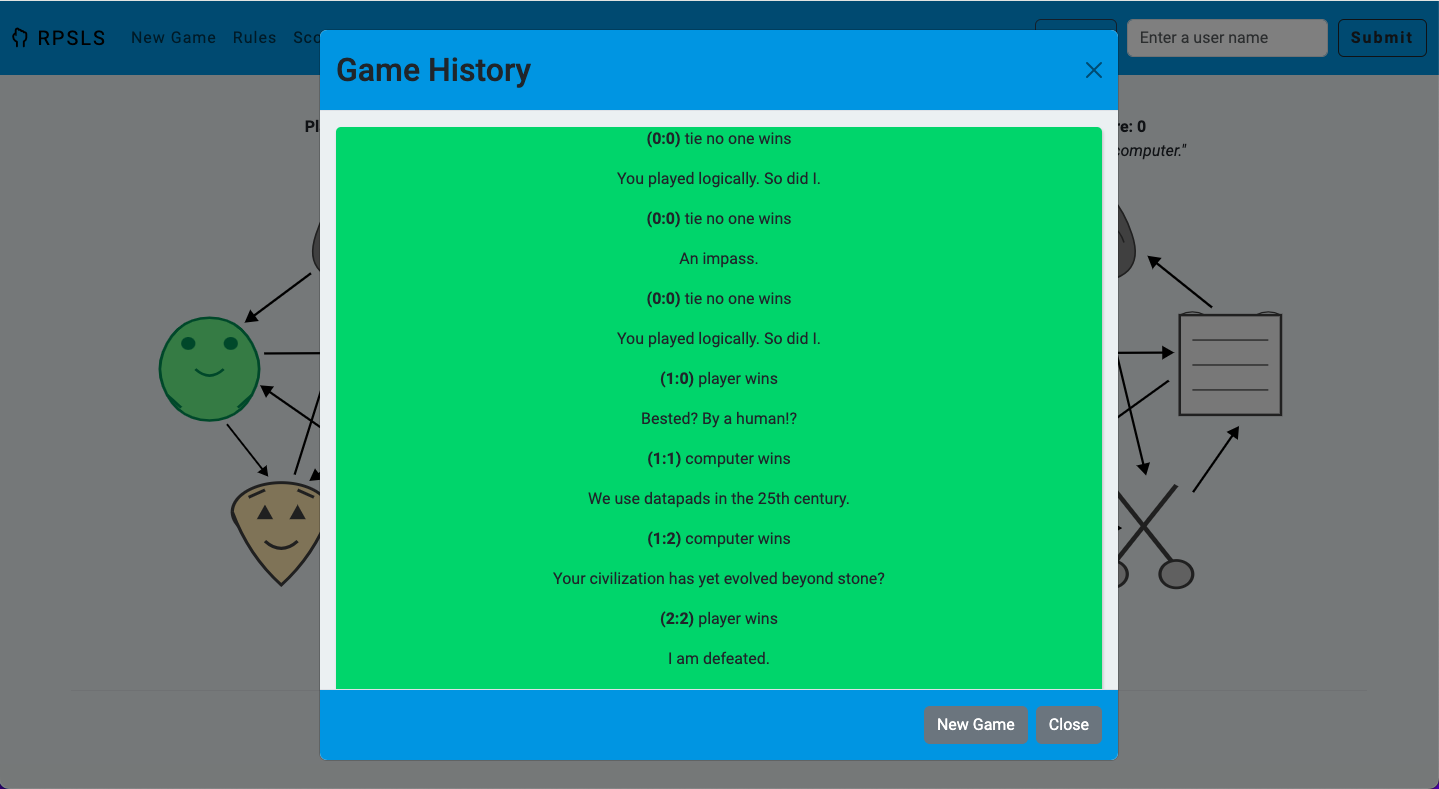 RPSLS
New Game
Rules
Enter a user name
Submit
Game History
(0:0) tie no one wins
You played logically. So did I.
(0:0) tie no one wins
An impass.
(0:0) tie no one wins
You played logically. So did I.
(1:0) player wins
Bested? By a human!?
(1:1) computer wins
We use datapads in the 25th century.
(1:2) computer wins
Your civilization has yet evolved beyond stone?
(2:2) player wins
I am defeated.
New Game
Close
0
computer."